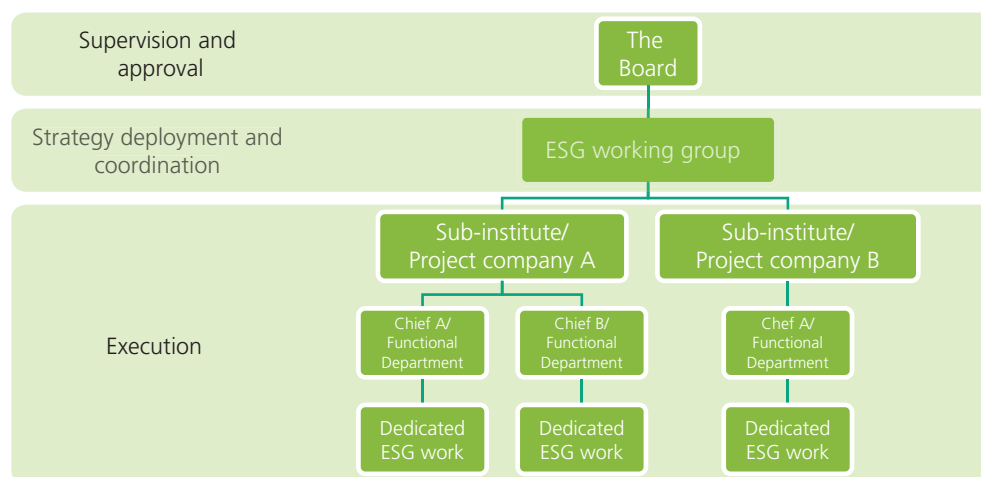 Supervision and
approval
The
Board
Strategy deployment and
coordination
ESG working group
Execution
Sub-institute/
Project company A
Sub-institute/
Project company B
Chief A/
Functional
Department
Chief B/
Functional
Department
Chef A/
Functional
Department
Dedicated
ESG work
Dedicated
ESG work
Dedicated
ESG work